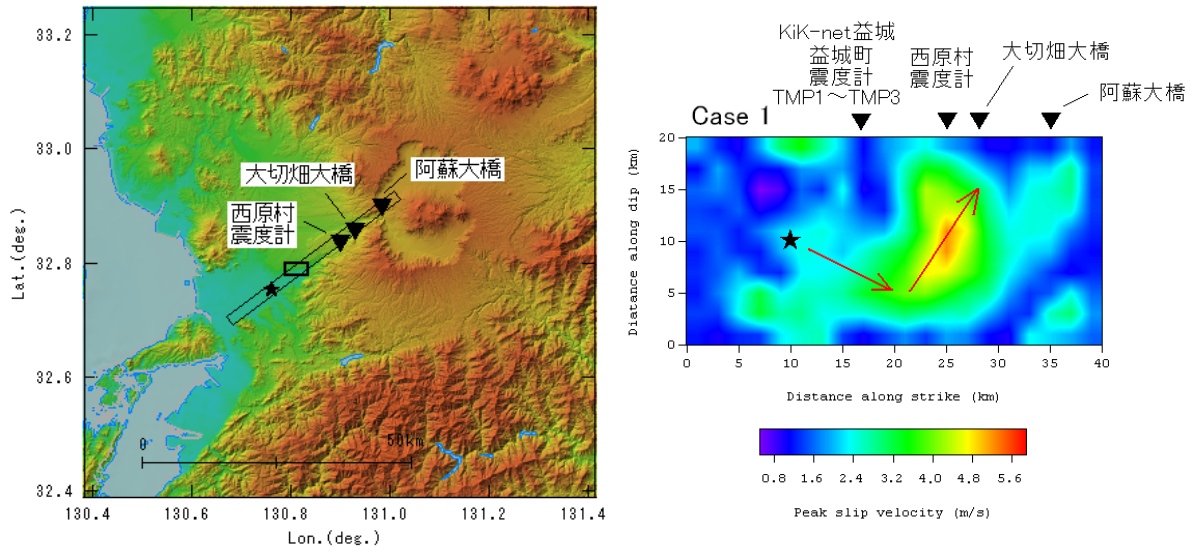 33.2
33.0
32.8
32.6
32.4
Lat.(deg.)
130.4
130.6
130.8
131.0
131.2
131.4
Lon.(deg.)
大切畑大橋
阿蘇大橋
西原村
震度計
0
50km
KiK-net益城
益城町
震度計
TMP1～TMP3
西原村
震度計
大切畑大橋
阿蘇大橋
Case 1
20
15
10
5
0
Diatance along dip (km)
0
5
10
15
20
25
30
35
40
Distance along strike (km)
0.8
1.6
2.4
3.2
4.0
4.8
5.6
Peak slip velocity (m/s)